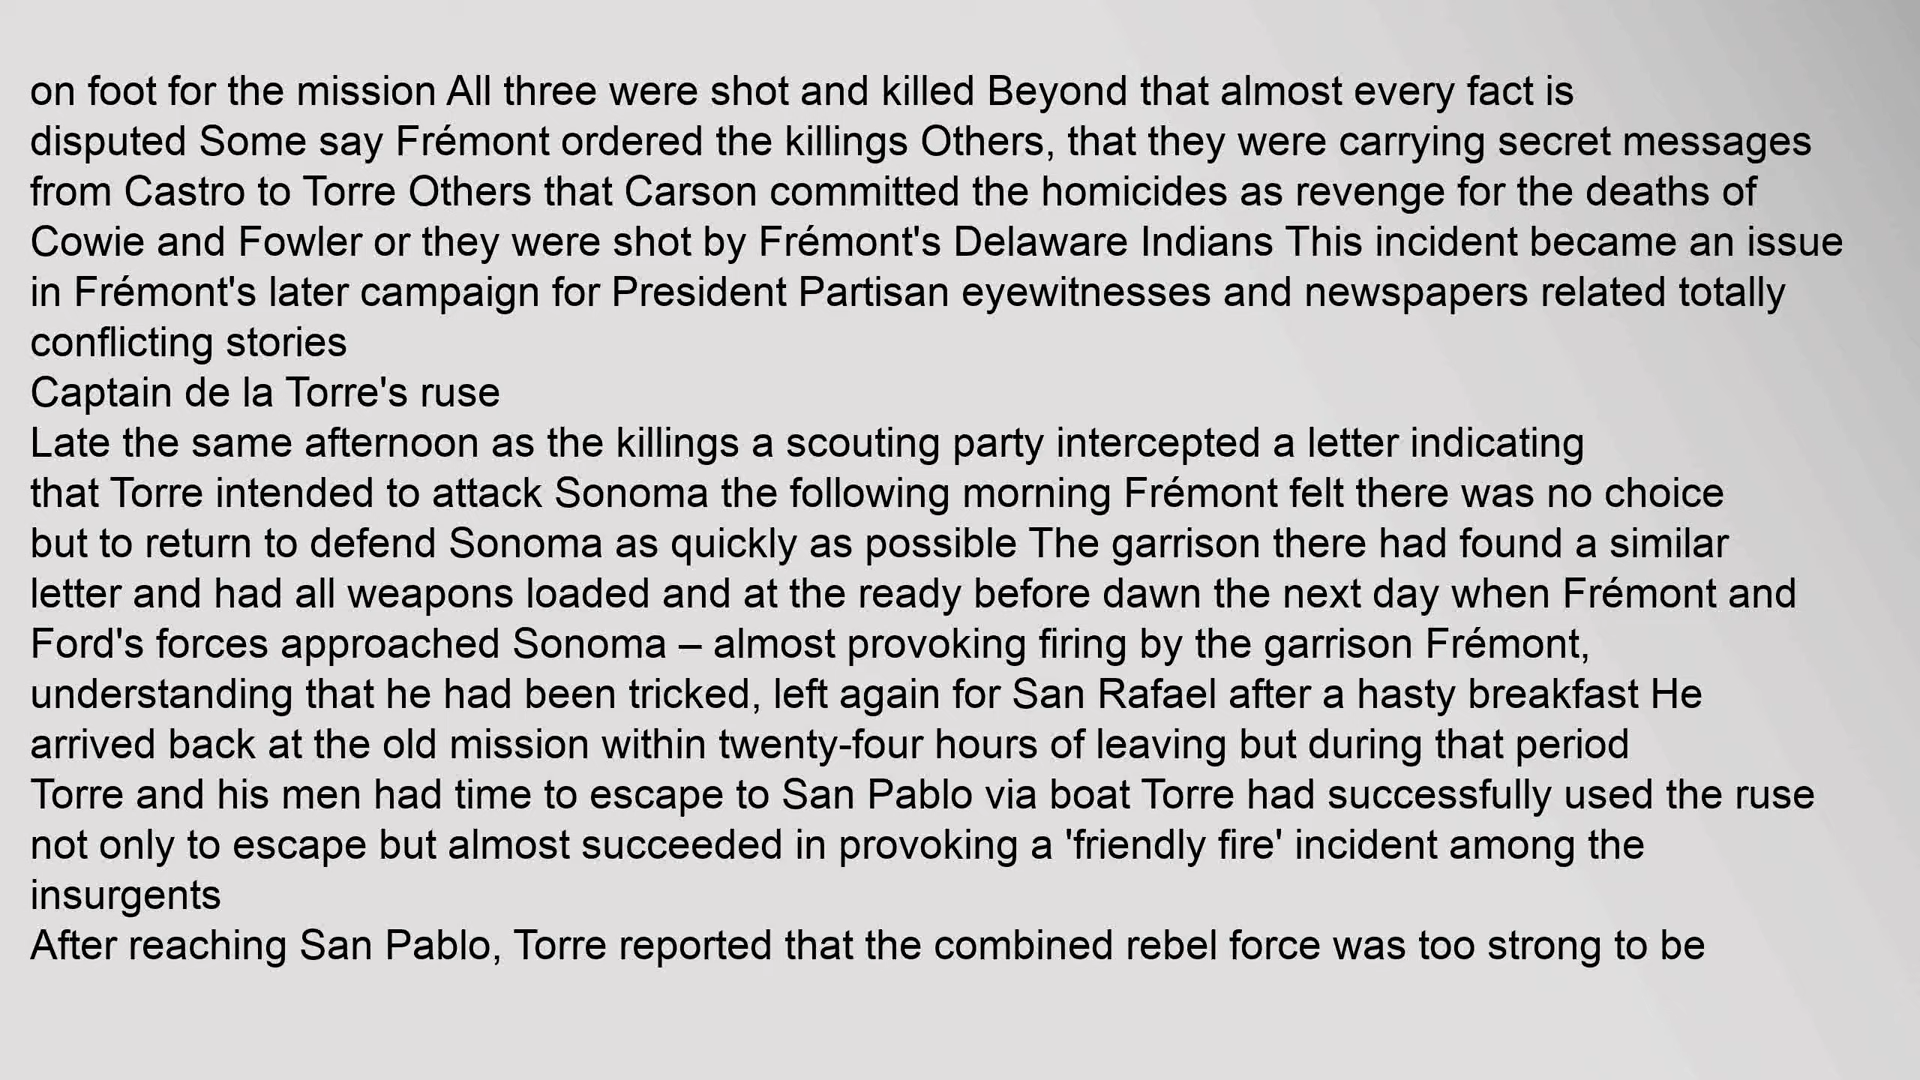 on foot for the mission All three were shot and killed Beyond that almost every fact is
disputed Some say Frémont ordered the killings Others, that they were carrying secret messages
from Castro to Torre Others that Carson committed the homicides as revenge for the deaths of
Cowie and Fowler or they were shot by Frémont's Delaware Indians This incident became an issue
in Frémont's later campaign for President Partisan eyewitnesses and newspapers related totally
conflicting stories
Captain de la Torre's ruse
Late the same afternoon as the killings a scouting party intercepted a letter indicating
that Torre intended to attack Sonoma the following morning Frémont felt there was no choice
but to return to defend Sonoma as quickly as possible The garrison there had found a similar
letter and had all weapons loaded and at the ready before dawn the next day when Frémont and
Ford's forces approached Sonoma – almost provoking firing by the garrison Frémont,
understanding that he had been tricked, left again for San Rafael after a hasty breakfast He
arrived back at the old mission within twenty-four hours of leaving but during that period
Torre and his men had time to escape to San Pablo via boat Torre had successfully used the ruse
not only to escape but almost succeeded in provoking a 'friendly fire' incident among the
insurgents
After reaching San Pablo, Torre reported that the combined rebel force was too strong to be